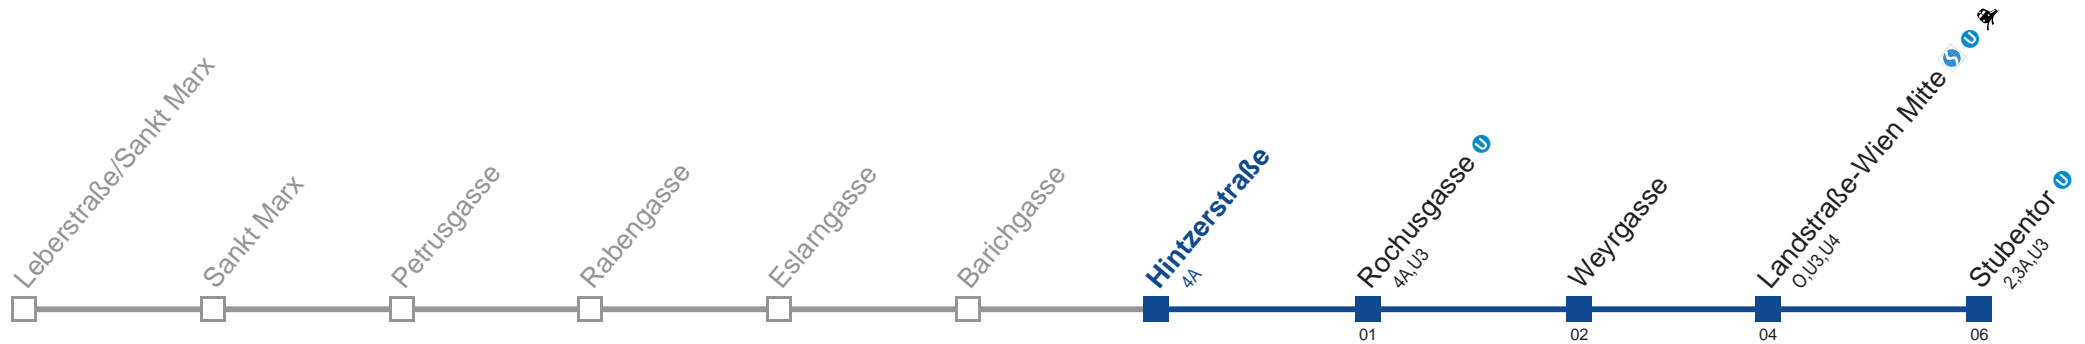 Leberstraße/Sankt Marx
Sankt Marx
Petrusgasse
Rabengasse
Eslarngasse
Barichgasse
Hintzerstraße
4A
Rochusgasse U
4A,U3
Weyrgasse
Landstraße-Wien Mitte S U
O,U3,U4
Stubentor U
2,3A,U3
01
02
04
06